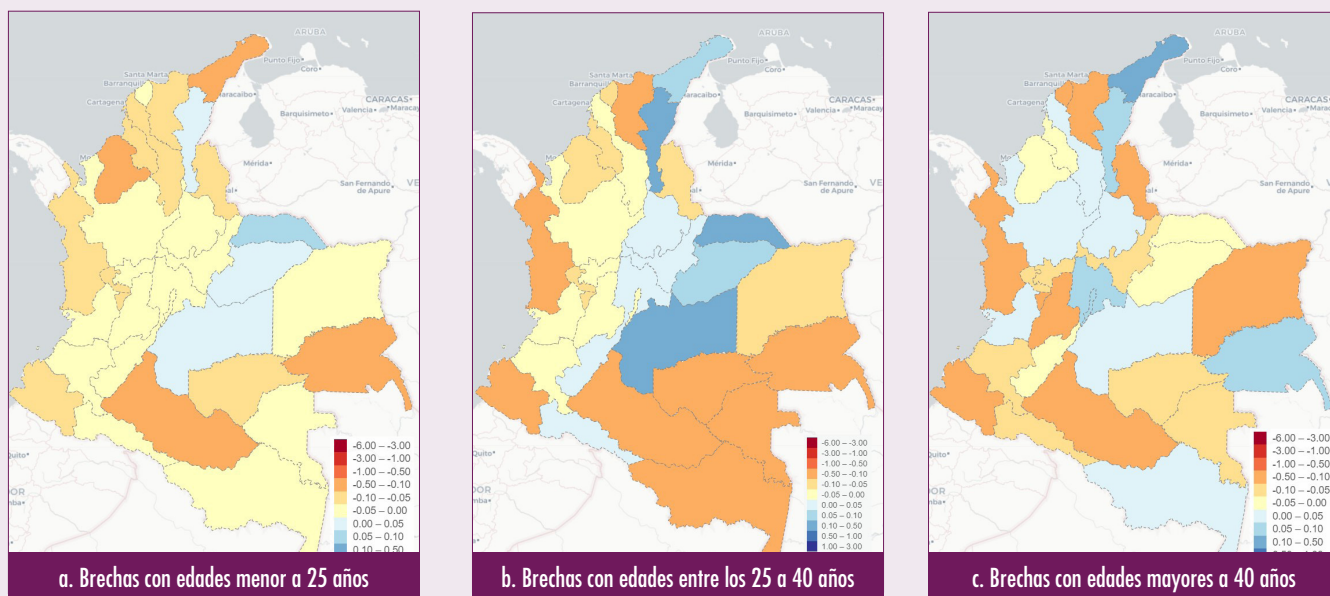 ARUBA
Punto Fijo
Coro
Santa Marta
Barranquilla
Cartagena
Maracaibo
CARACAS
Maracay
Valencia
Barquisimeto
Mérida
San Fernando
de Apure
VE
Quito
-6.00 – -3.00
-3.00 – -1.00
-1.00 – -0.50
-0.50 – -0.10
-0.10 – -0.05
-0.05 – -0.00
0.00 – 0.05
0.05 – 0.10
0.10 – 0.50
a. Brechas con edades menor a 25 años
ARUBA
Punto Fijo
Coro
Santa Marta
Barranquilla
Cartagena
Maracaibo
CARACAS
Maracay
Valencia
Barquisimeto
Mérida
San Fernando
de Apure
VE
Quito
-6.00 – -3.00
-3.00 – -1.00
-1.00 – -0.50
-0.50 – -0.10
-0.10 – -0.05
-0.05 – -0.00
0.00 – 0.05
0.05 – 0.10
0.10 – 0.50
0.50 – 1.00
1.00 – 3.00
b. Brechas con edades entre los 25 a 40 años
ARUBA
Punto Fijo
Coro
Santa Marta
Barranquilla
Cartagena
Maracaibo
CARACAS
Maracay
Valencia
Barquisimeto
Mérida
San Fernando
de Apure
VE
Quito
-6.00 – -3.00
-3.00 – -1.00
-1.00 – -0.50
-0.50 – -0.10
-0.10 – -0.05
-0.05 – -0.00
0.00 – 0.05
0.05 – 0.10
0.10 – 0.50
c. Brechas con edades mayores a 40 años